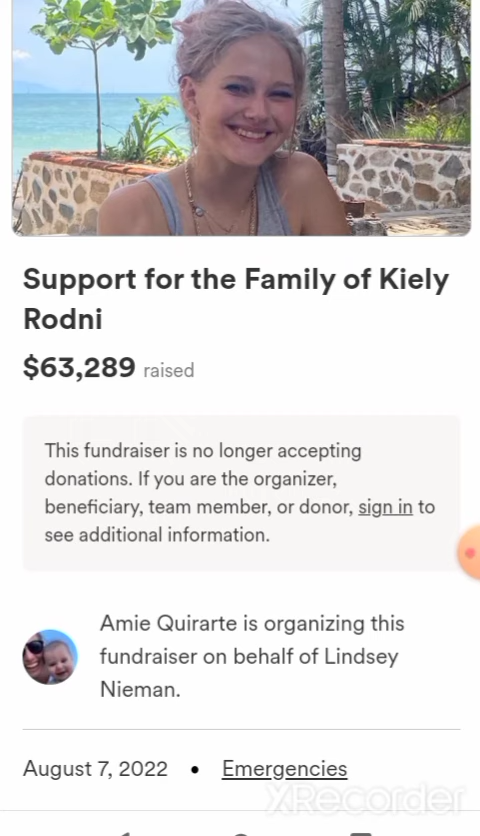 Support for the Family of Kiely
Rodni
$63,289 raised
This fundraiser is no longer accepting
donations. If you are the organizer,
beneficiary, team member, or donor, sign in to
see additional information.
Amie Quirarte is organizing this
fundraiser on behalf of Lindsey
Nieman.
August 7, 2022 • Emergencies
XRecorder